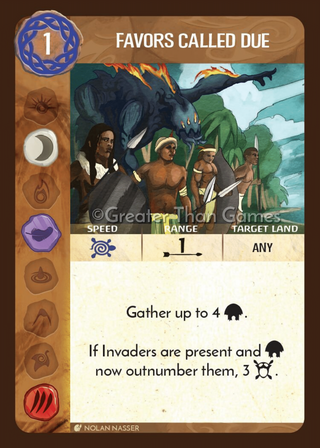 1 FAVORS CALLED DUE
©Greater Than Games
SPEED RANGE TARGET LAND
1 ANY
Gather up to 4 .
If Invaders are present and
now outnumber them, 3 .
NOLAN NASSER